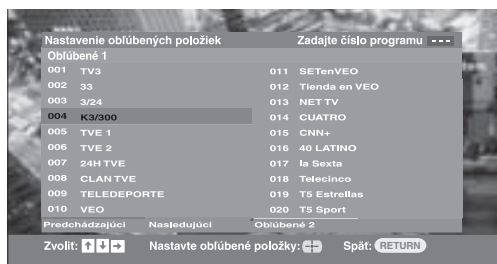 Nastavenie obľúbených položiek Zadajte číslo programu ---
Obľúbené 1
001 TV3
002 33
003 3/24
004 K3/300
005 TVE 1
006 TVE 2
007 24H TVE
008 CLAN TVE
009 TELEDEPORTE
010 VEO
011 SETenVEO
012 Tienda en VEO
013 NET TV
014 CUATRO
015 CNN+
016 40 LATINO
017 la Sexta
018 Telecinco
019 T5 Estrellas
020 T5 Sport
Predchádzajúci Nasledujúci Obľúbené 2
Zvoliť: ↑ ↓ → Nastavte obľúbené položky: Späť: RETURN